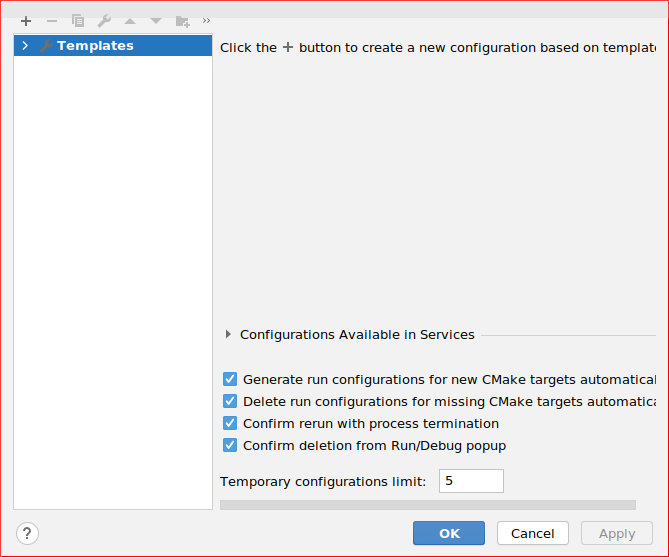 Templates
Click the + button to create a new configuration based on template
Configurations Available in Services
Generate run configurations for new CMake targets automatical
Delete run configurations for missing CMake targets automatica
Confirm rerun with process termination
Confirm deletion from Run/Debug popup
Temporary configurations limit: 5
? OK Cancel Apply